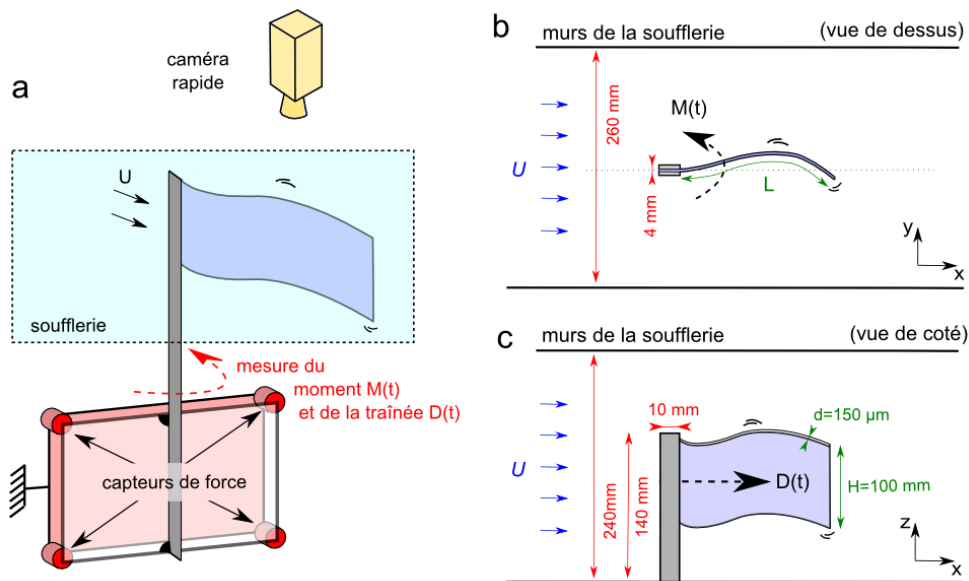 caméra
rapide
a
U
soufflerie
mesure du
moment M(t)
et de la traînée D(t)
capteurs de force
b
murs de la soufflerie
(vue de dessus)
260 mm
M(t)
U
4 mm
L
y
x
c
murs de la soufflerie
(vue de coté)
10 mm
d=150 µm
U
D(t)
H=100 mm
240mm
140 mm
z
x